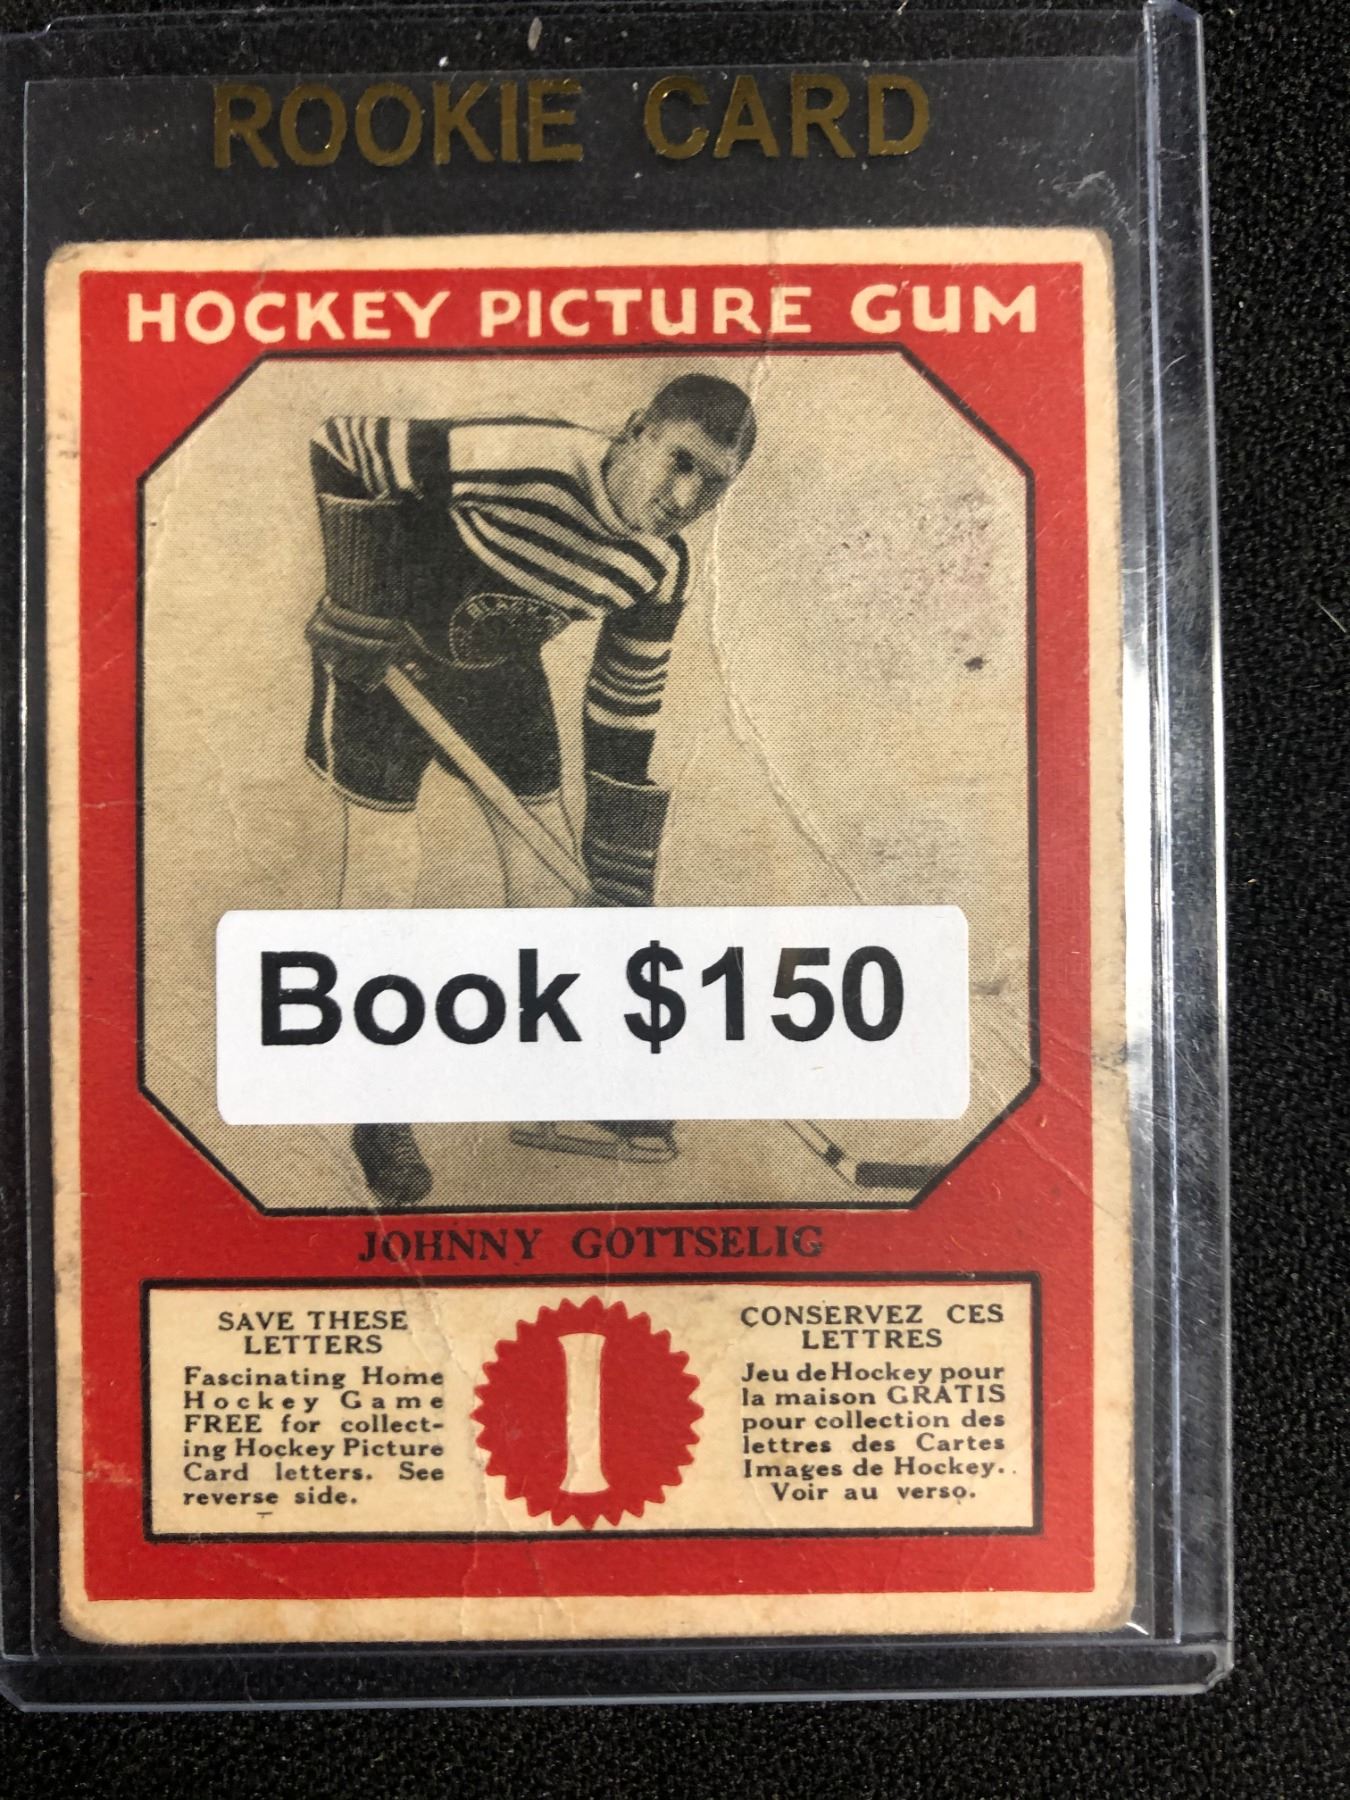 ROOKIE CARD
HOCKEY PICTURE GUM
BLACK
Book $150
JOHNNY GOTTSELIG
SAVE THESE
LETTERS
Fascinating Home
Hockey Game
FREE for collect-
ing Hockey Picture
Card letters. See
reverse side.
I
CONSERVEZ CES
LETTRES
Jeu de Hockey pour
la maison GRATIS
pour collection des
lettres des Cartes
Images de Hockey.
Voir au verso.